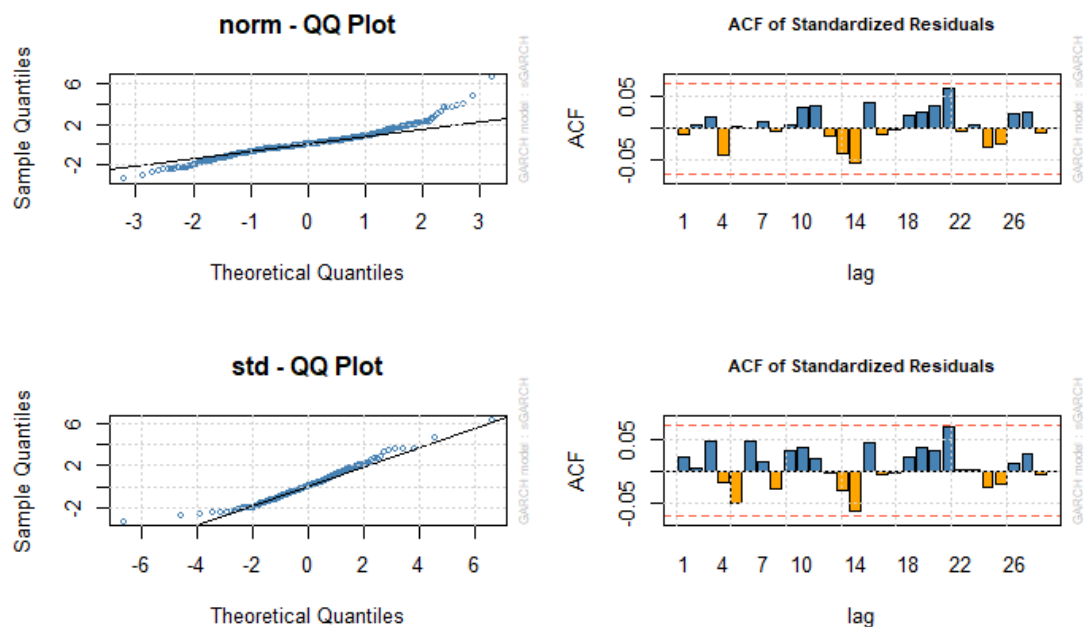 norm - QQ Plot
Sample Quantiles
6
2
-2
-3 -2 -1 0 1 2 3
Theoretical Quantiles
GARCH model sGARCH
ACF of Standardized Residuals
ACF
0.05
-0.05
1 4 7 10 14 18 22 26
lag
GARCH model sGARCH
std - QQ Plot
Sample Quantiles
6
2
-2
-6 -4 -2 0 2 4 6
Theoretical Quantiles
GARCH model sGARCH
ACF of Standardized Residuals
ACF
0.05
-0.05
1 4 7 10 14 18 22 26
lag
GARCH model sGARCH